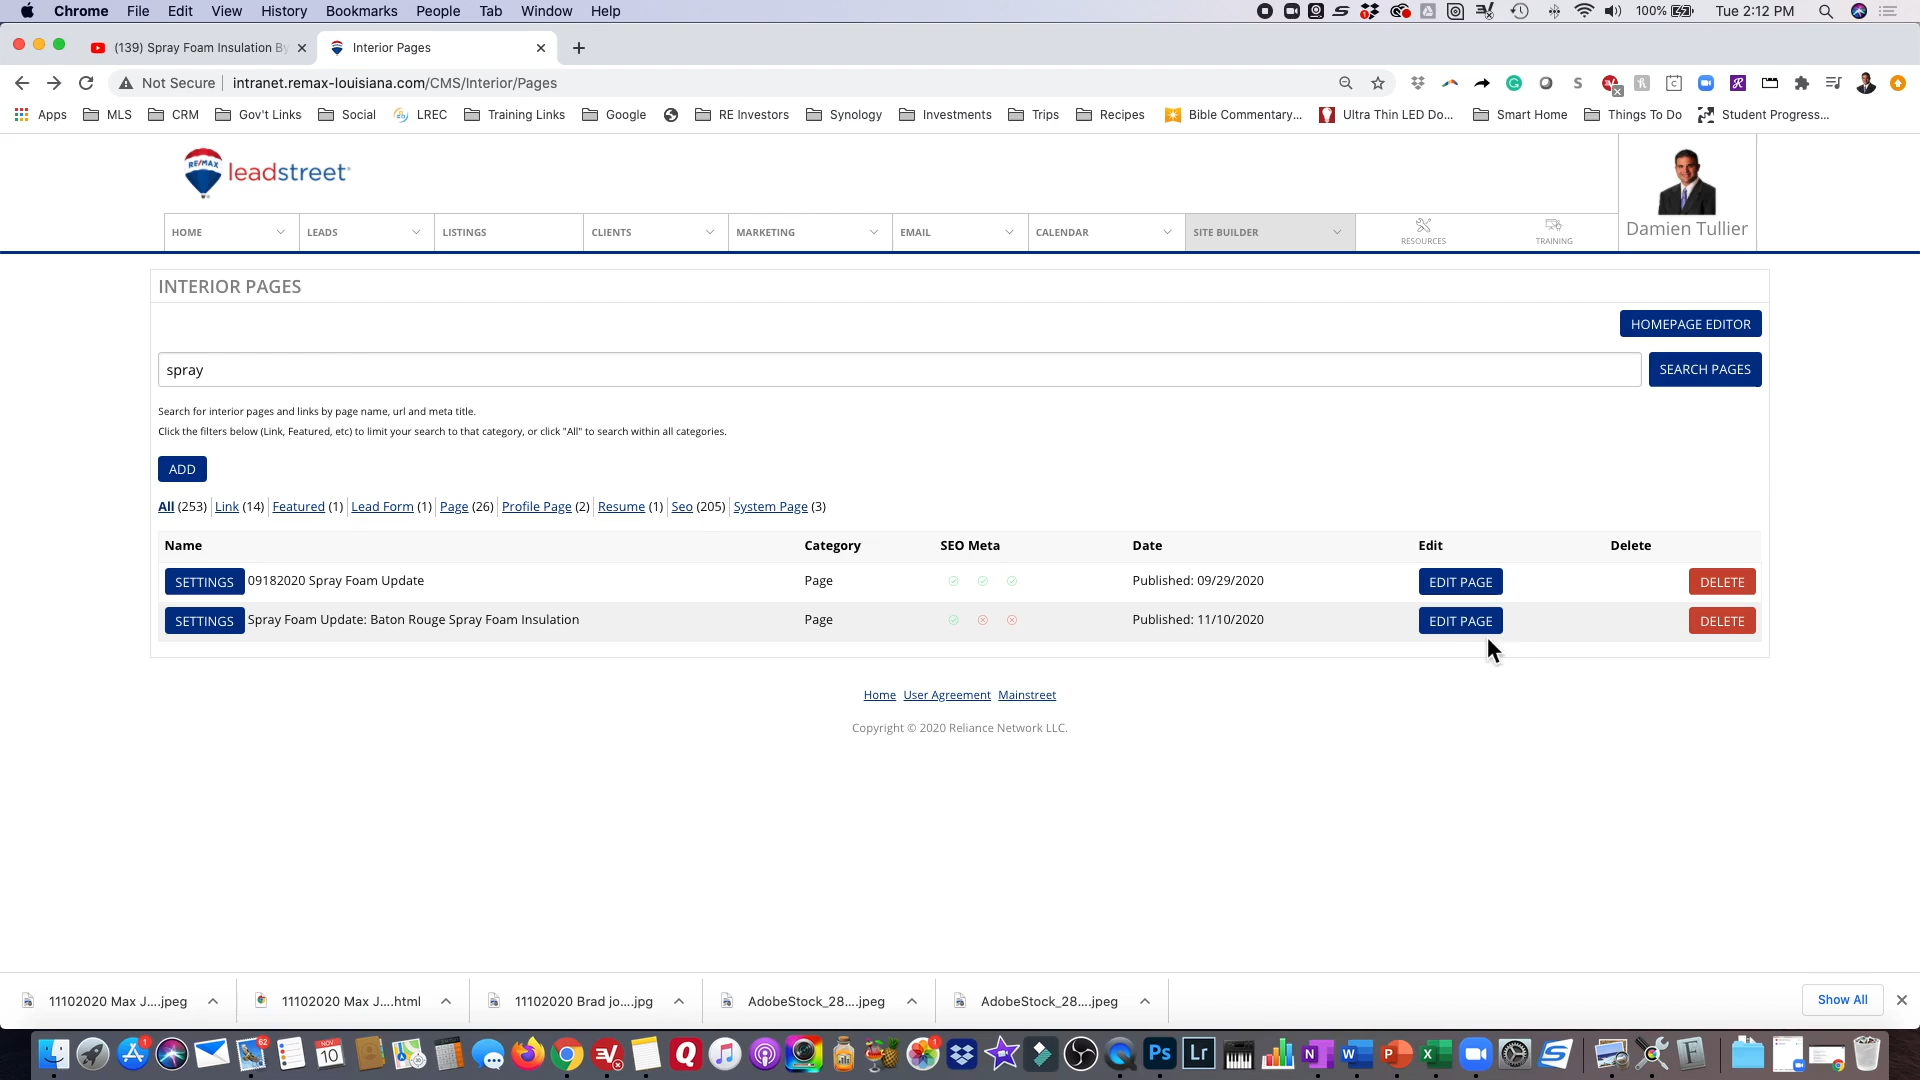 Chrome File Edit View History Bookmarks People Tab Window Help 100% Tue 2:12 PM
(139) Spray Foam Insulation By Interior Pages
Not Secure intranet.remax-louisiana.com/CMS/Interior/Pages
Apps MLS CRM Gov't Links Social LREC Training Links Google RE Investors Synology Investments Trips Recipes Bible Commentary... Ultra Thin LED Do... Smart Home Things To Do Student Progress...
RE/MAX leadstreet
HOME LEADS LISTINGS CLIENTS MARKETING EMAIL CALENDAR SITE BUILDER RESOURCES TRAINING Damien Tullier
INTERIOR PAGES
HOMEPAGE EDITOR
spray SEARCH PAGES
Search for interior pages and links by page name, url and meta title.
Click the filters below (Link, Featured, etc) to limit your search to that category, or click "All" to search within all categories.
ADD
All (253) Link (14) Featured (1) Lead Form (1) Page (26) Profile Page (2) Resume (1) Seo (205) System Page (3)
Name Category SEO Meta Date Edit Delete
SETTINGS 09182020 Spray Foam Update Page Published: 09/29/2020 EDIT PAGE DELETE
SETTINGS Spray Foam Update: Baton Rouge Spray Foam Insulation Page Published: 11/10/2020 EDIT PAGE DELETE
Home User Agreement Mainstreet
Copyright © 2020 Reliance Network LLC.
11102020 Max J....jpeg 11102020 Max J....html 11102020 Brad jo....jpg AdobeStock_28....jpeg AdobeStock_28....jpeg Show All
1 62 NOV 10 Q 1 Ps Lr N W P X S F